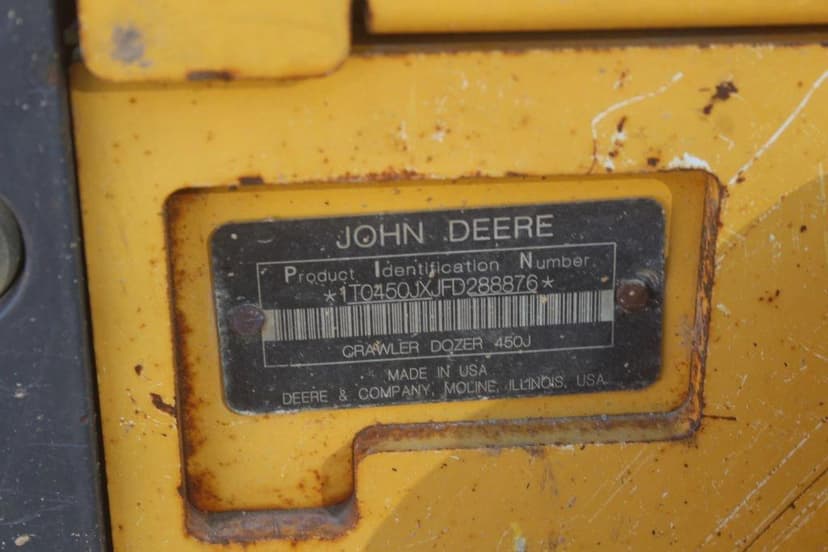 JOHN DEERE
Product Identification Number
*1T0450JXJFD288876*
CRAWLER DOZER 450J
MADE IN USA
DEERE & COMPANY, MOLINE, ILLINOIS, USA